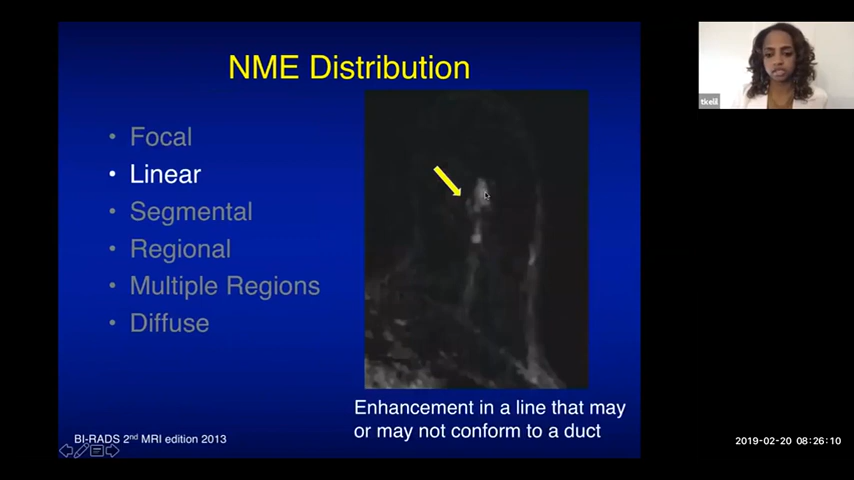 NME Distribution
• Focal
• Linear
• Segmental
• Regional
• Multiple Regions
• Diffuse
Enhancement in a line that may
or may not conform to a duct
BI-RADS 2nd MRI edition 2013
tkelil
2019-02-20 08:26:10